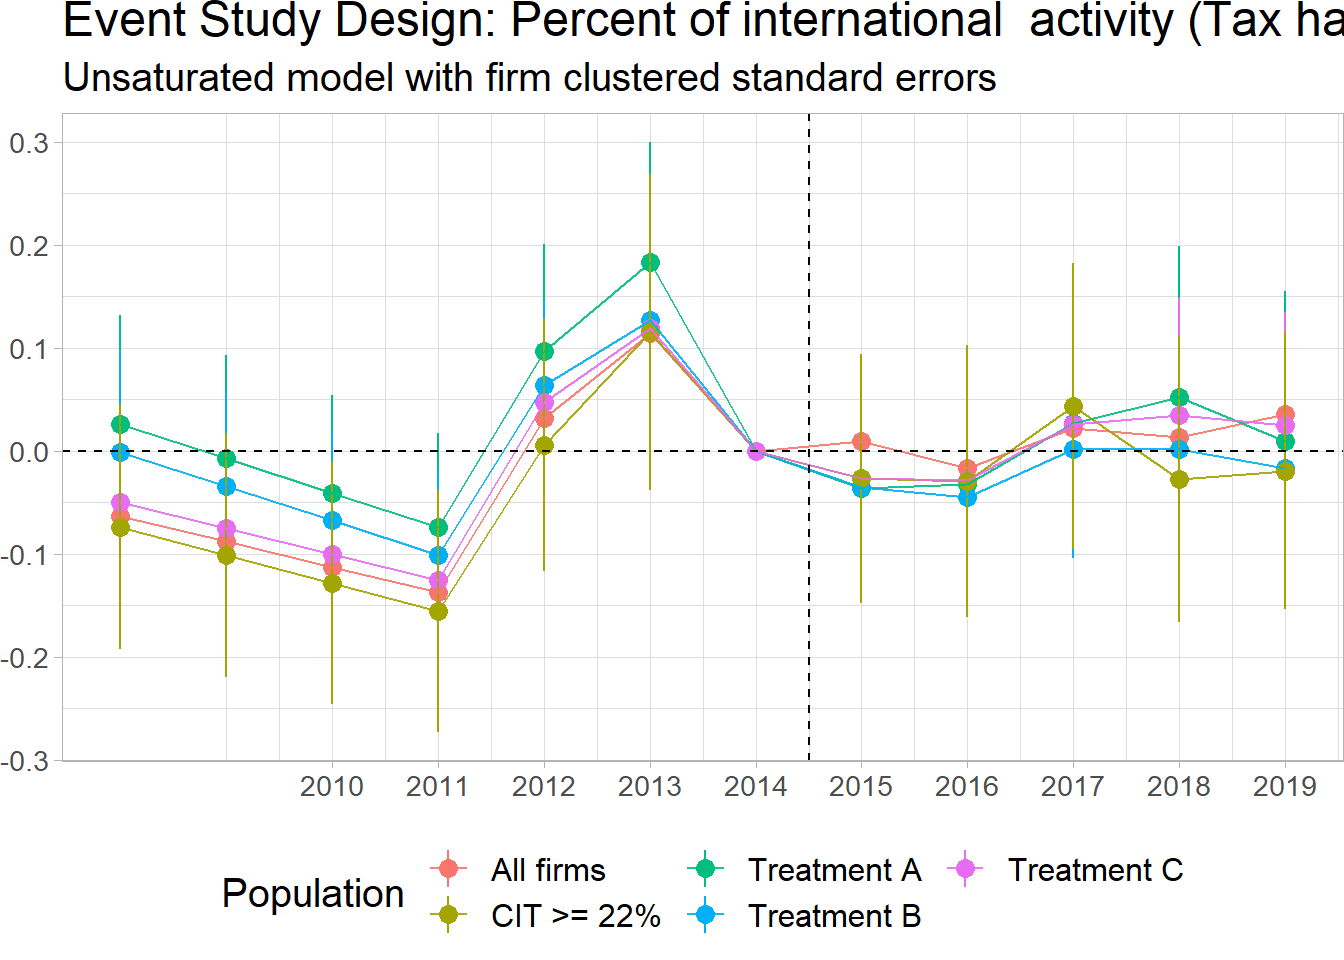 Event Study Design: Percent of international  activity (Tax ha
Unsaturated model with firm clustered standard errors
0.3
0.2
0.1
0.0
-0.1
-0.2
-0.3
2010 2011 2012 2013 2014 2015 2016 2017 2018 2019
Population
All firms Treatment A Treatment C
CIT >= 22% Treatment B